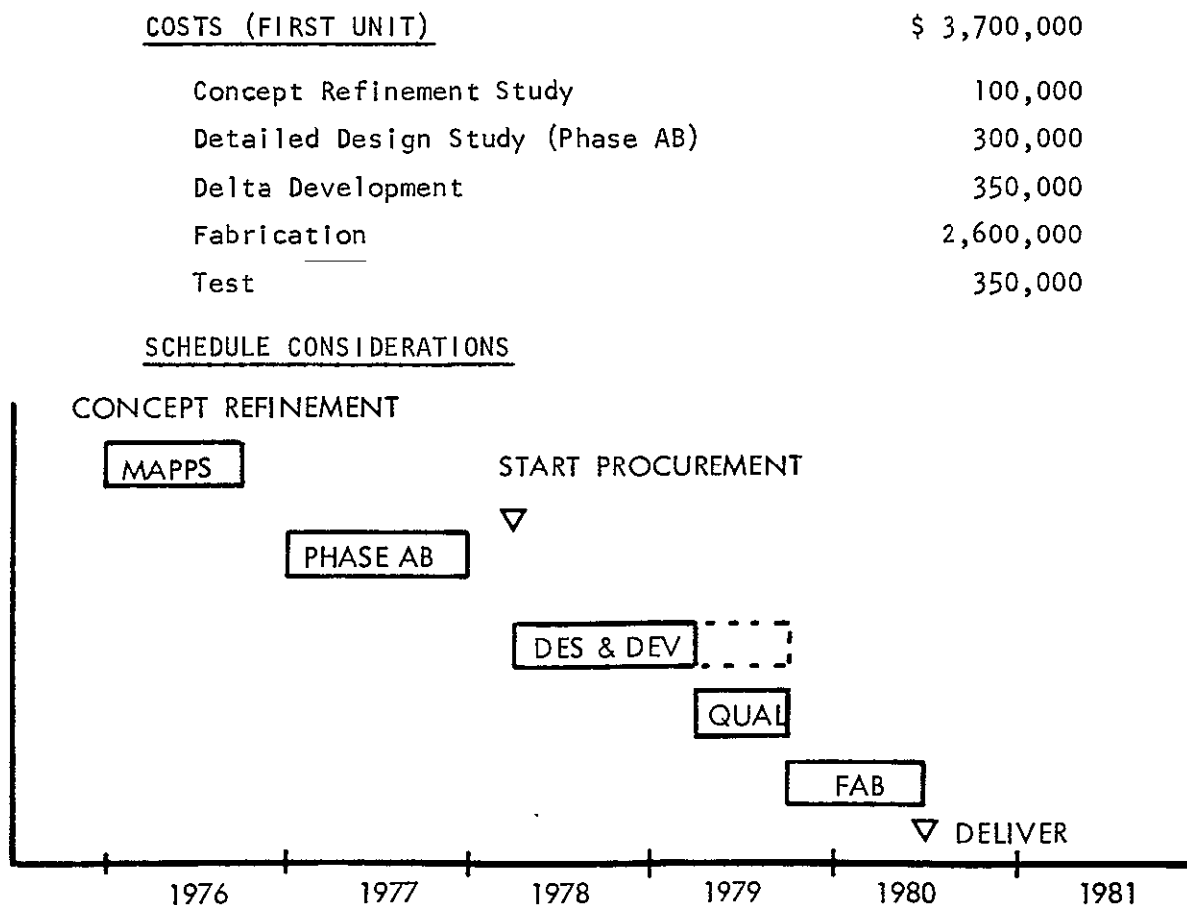 COSTS (FIRST UNIT) $ 3,700,000
Concept Refinement Study 100,000
Detailed Design Study (Phase AB) 300,000
Delta Development 350,000
Fabrication 2,600,000
Test 350,000
SCHEDULE CONSIDERATIONS
CONCEPT REFINEMENT
MAPPS
START PROCUREMENT
PHASE AB
DES & DEV
QUAL
FAB
DELIVER
1976 1977 1978 1979 1980 1981